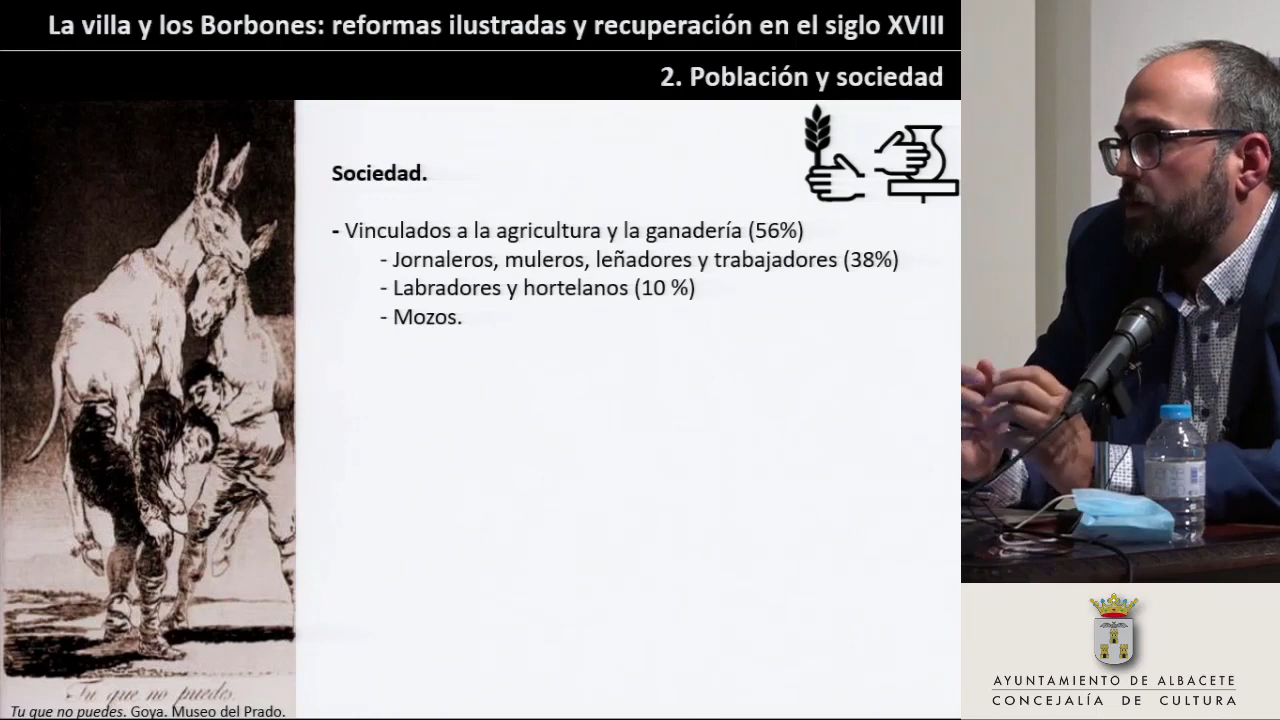 La villa y los Borbones: reformas ilustradas y recuperación en el siglo XVIII
2. Población y sociedad
Sociedad.
- Vinculados a la agricultura y la ganadería (56%)
- Jornaleros, muleros, leñadores y trabajadores (38%)
- Labradores y hortelanos (10 %)
- Mozos.
Tu que no puedes.
Tu que no puedes. Goya. Museo del Prado.
AYUNTAMIENTO DE ALBACETE
CONCEJALÍA DE CULTURA